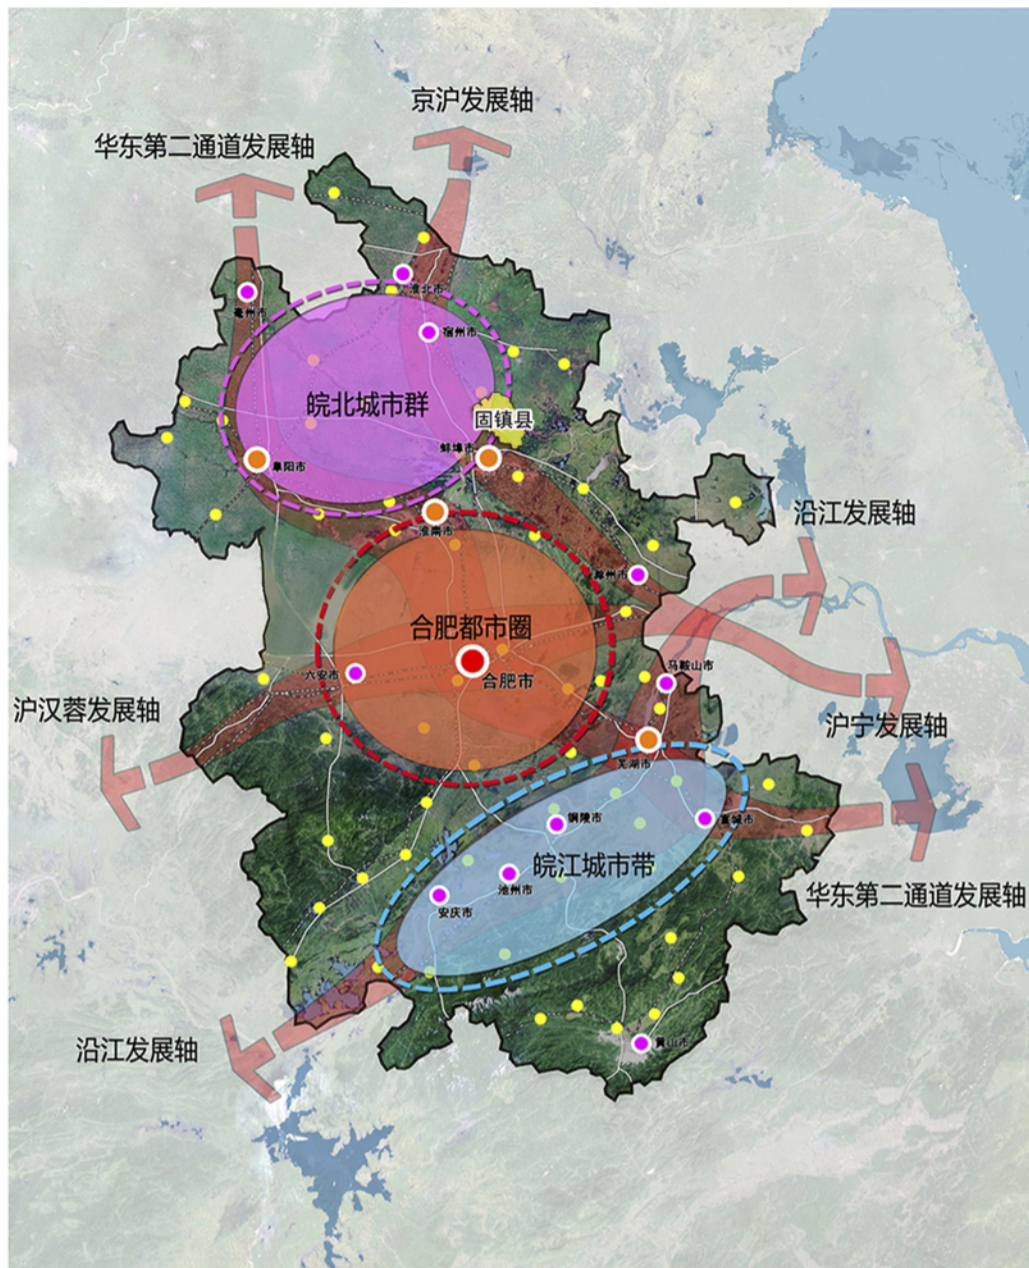 京沪发展轴
华东第二通道发展轴
淮北市
亳州市
宿州市
皖北城市群
固镇县
蚌埠市
阜阳市
沿江发展轴
淮南市
滁州市
合肥都市圈
马鞍山市
六安市
合肥市
沪汉蓉发展轴
沪宁发展轴
芜湖市
铜陵市
宣城市
皖江城市带
池州市
华东第二通道发展轴
安庆市
沿江发展轴
黄山市